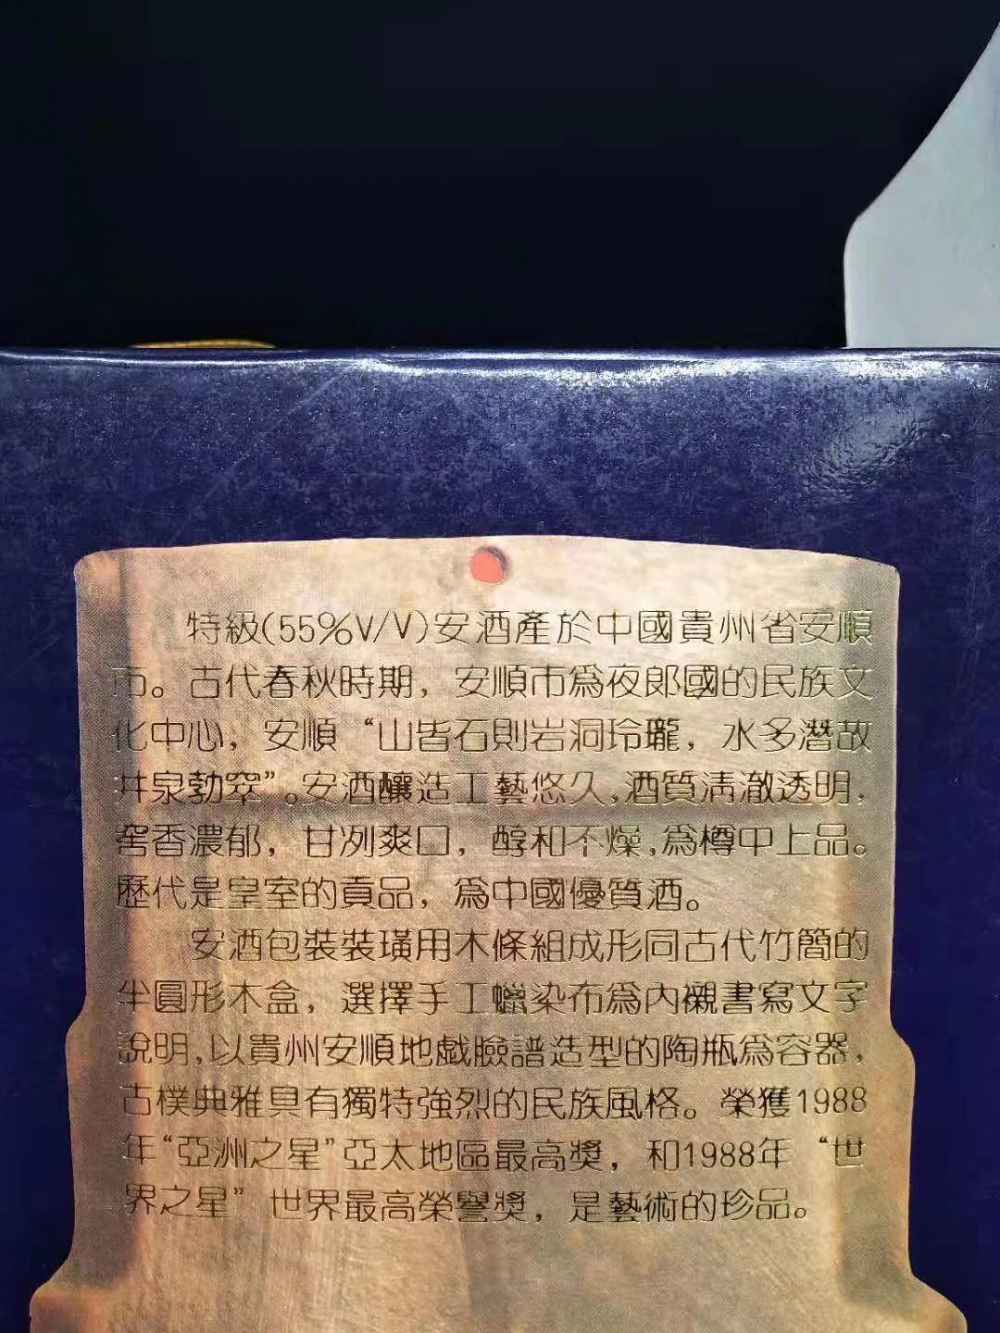 特級(55%V/V)安酒產於中國貴州省安順
市。古代春秋時期，安順市爲夜郎國的民族文
化中心，安順“山皆石則岩洞玲瓏，水多潛故
井泉勃窣”。安酒釀造工藝悠久,酒質清澈透明,
窖香濃郁，甘冽爽口，醇和不燥,爲樽中上品。
歷代是皇室的貢品，爲中國優質酒。
安酒包裝裝璜用木條組成形同古代竹簡的
半圓形木盒，選擇手工蠟染布爲內襯書寫文字
說明,以貴州安順地戲臉譜造型的陶瓶爲容器,
古樸典雅具有獨特強烈的民族風格。榮獲1988
年“亞洲之星”亞太地區最高獎，和1988年“世
界之星”世界最高榮譽獎，是藝術的珍品。